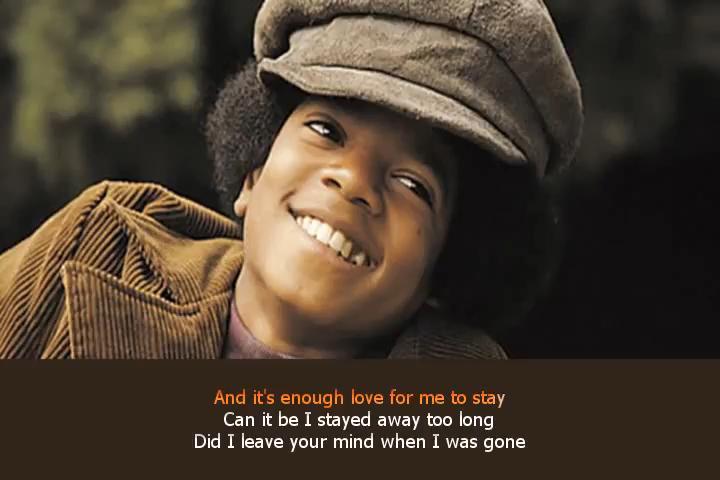 And it's enough love for me to stay
Can it be I stayed away too long
Did I leave your mind when I was gone